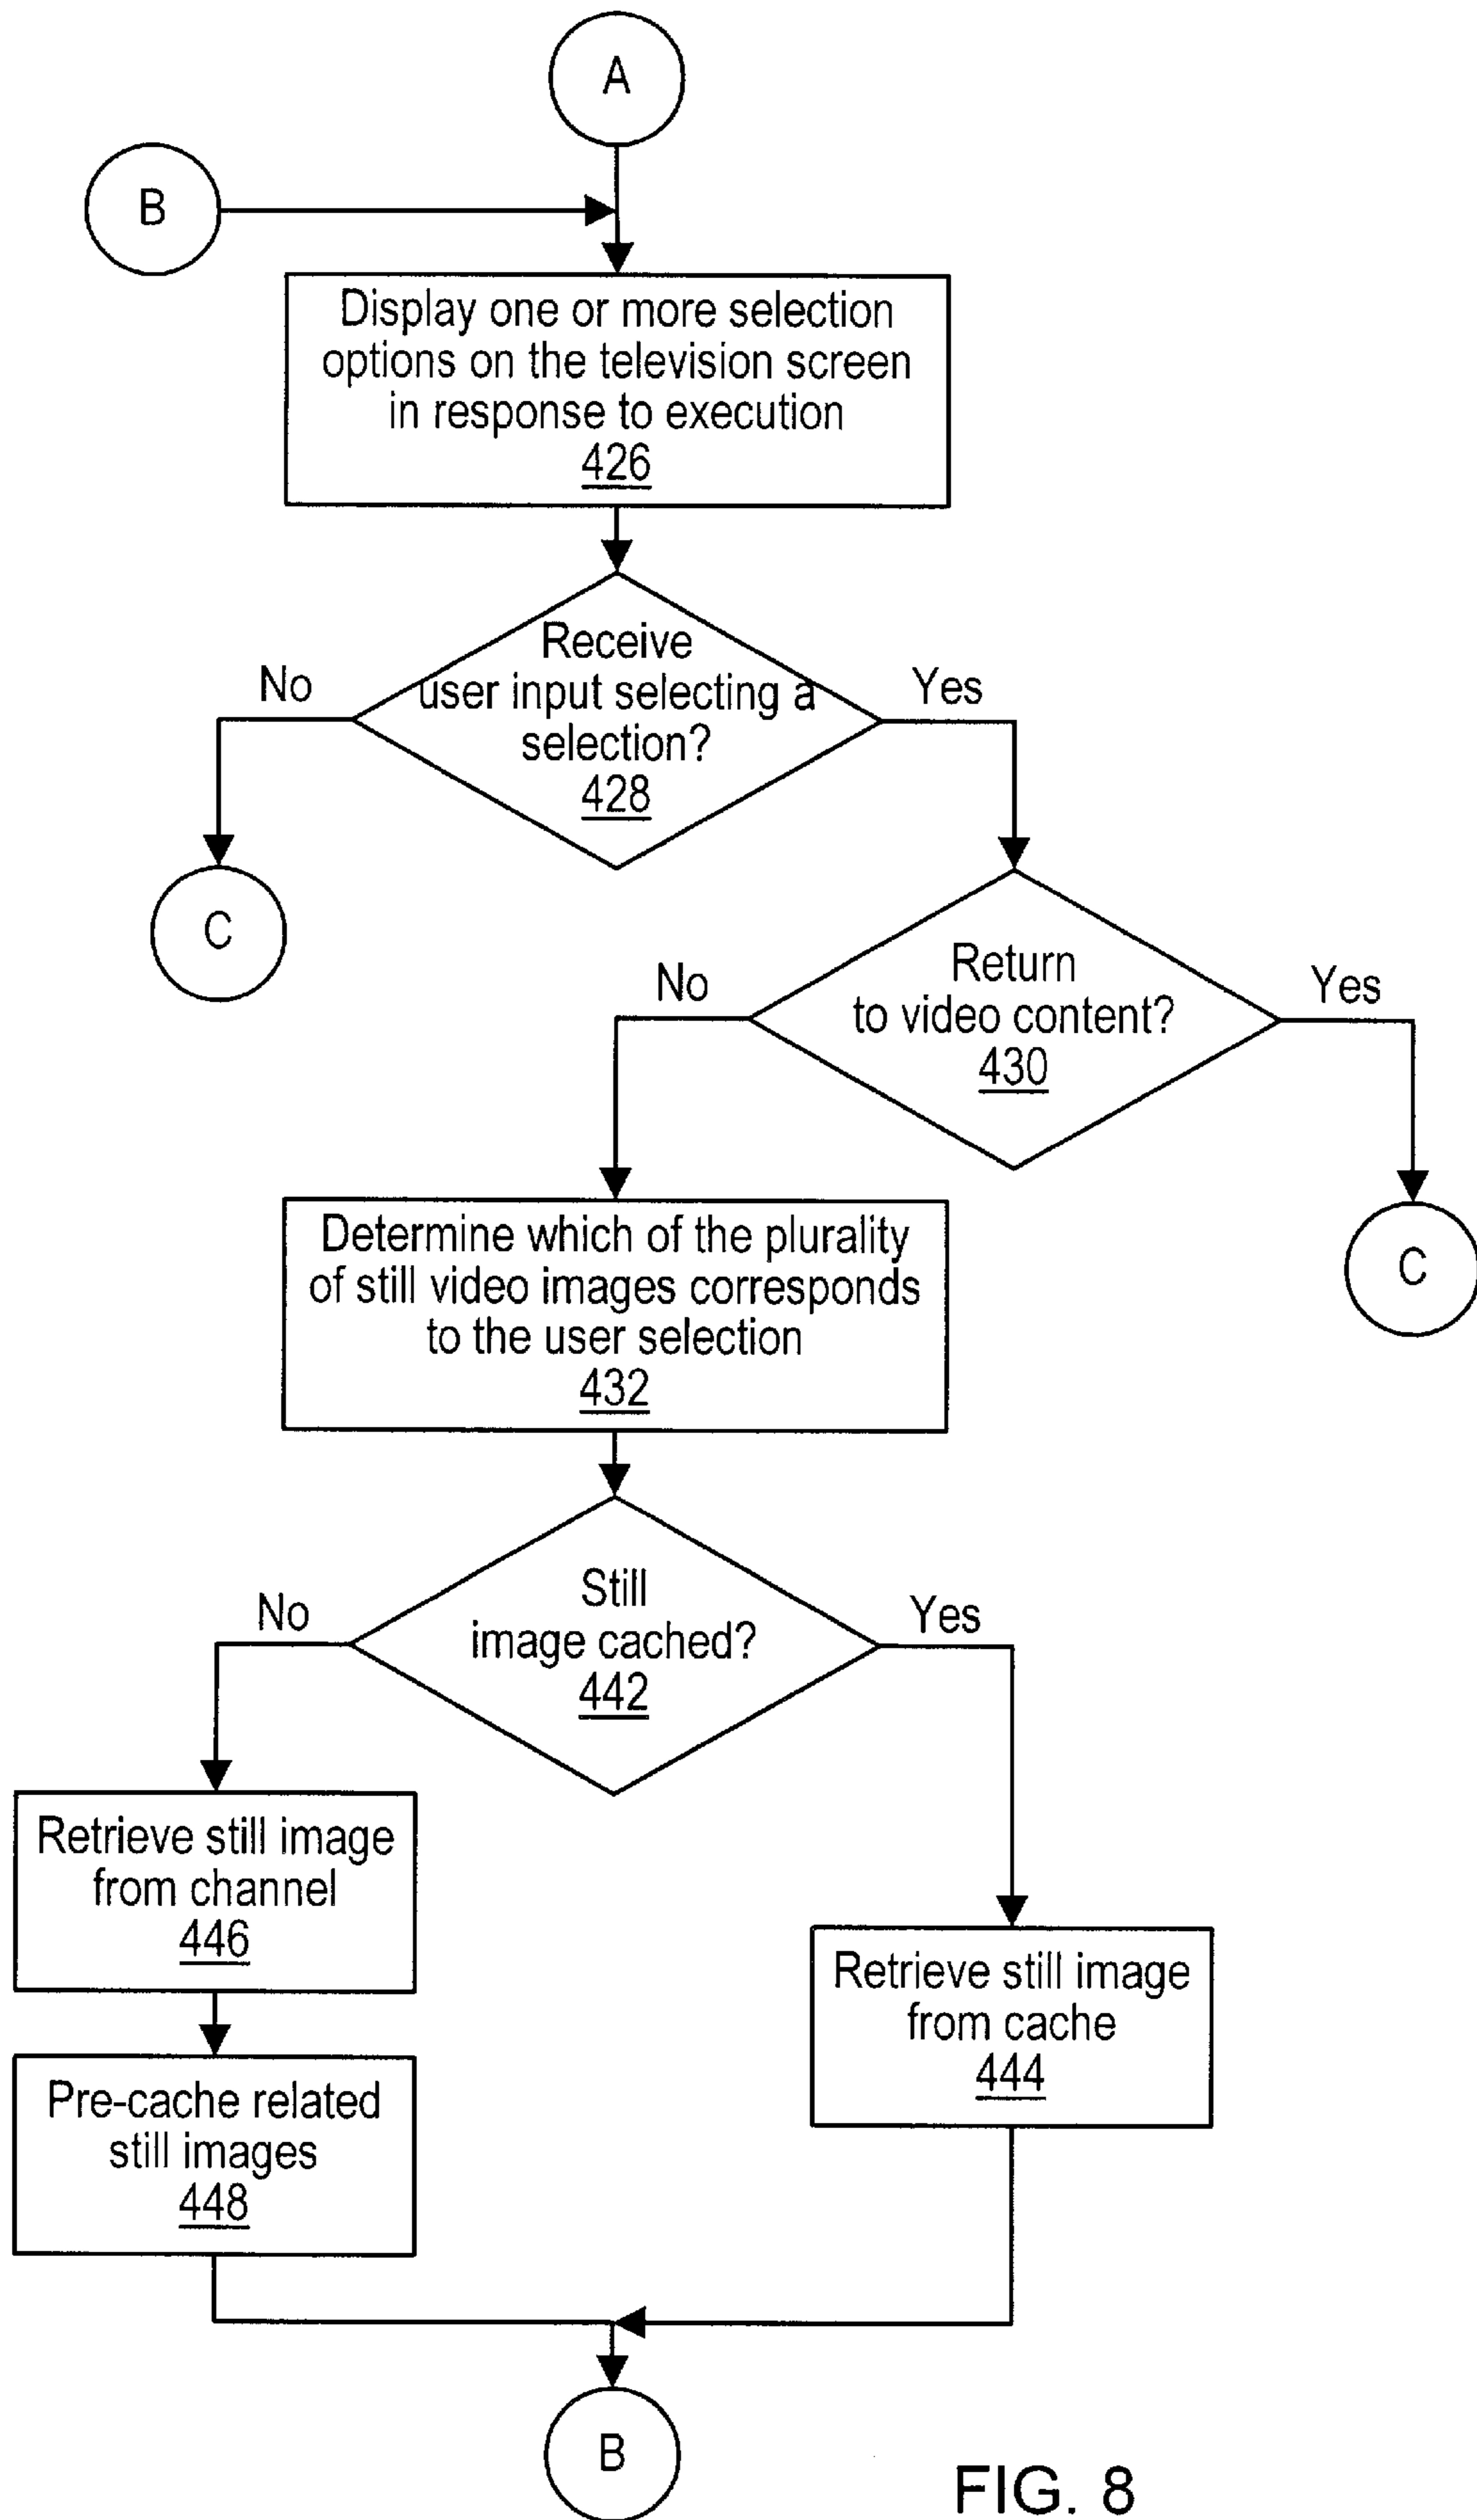 A
B
Display one or more selection
options on the television screen
in response to execution
426
Receive
user input selecting a
selection?
428
No
Yes
C
Return
to video content?
430
No
Yes
C
Determine which of the plurality
of still video images corresponds
to the user selection
432
Still
image cached?
442
No
Yes
Retrieve still image
from channel
446
Retrieve still image
from cache
444
Pre-cache related
still images
448
B
FIG. 8